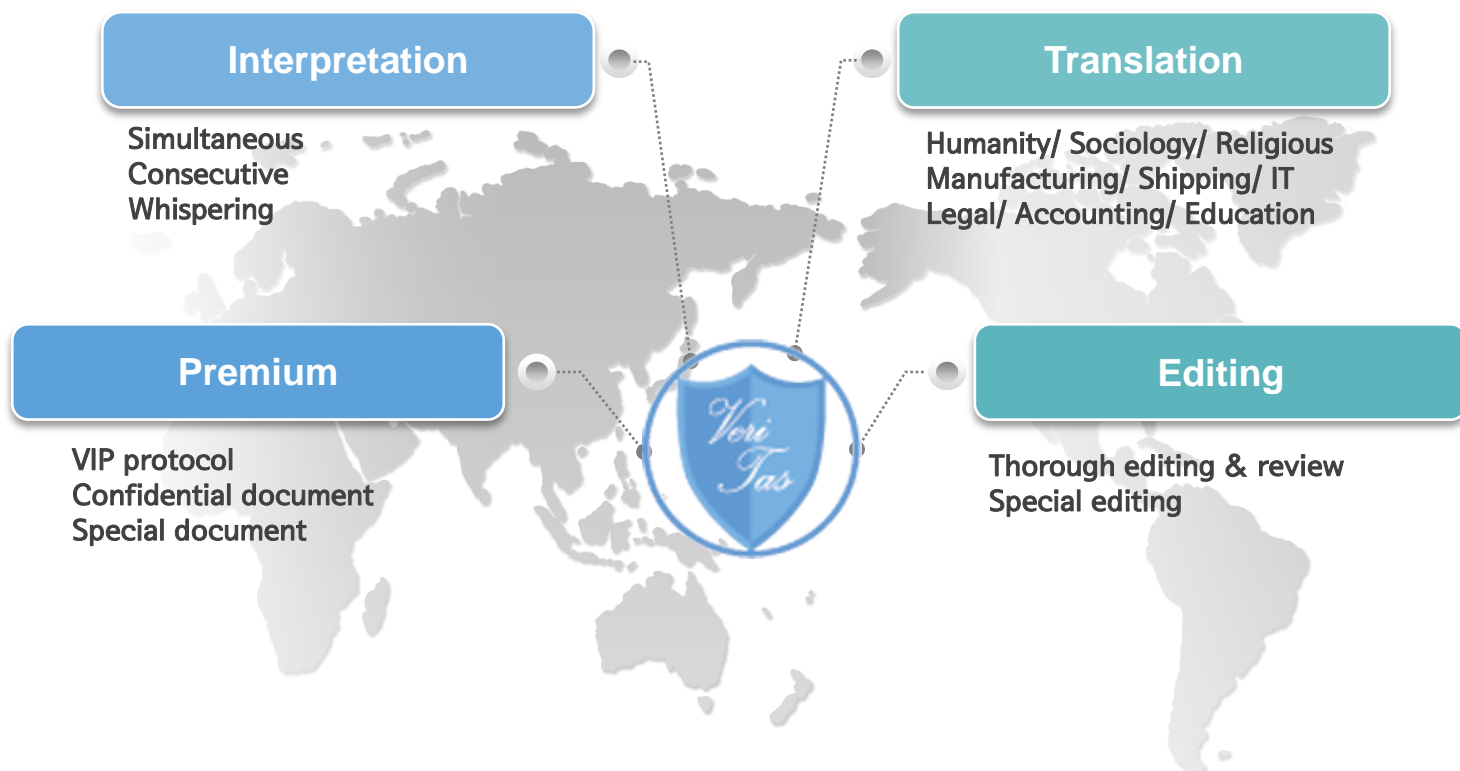 Interpretation
Simultaneous
Consecutive
Whispering
Translation
Humanity/ Sociology/ Religious
Manufacturing/ Shipping/ IT
Legal/ Accounting/ Education
Premium
VIP protocol
Confidential document
Special document
Veri
Tas
Editing
Thorough editing & review
Special editing